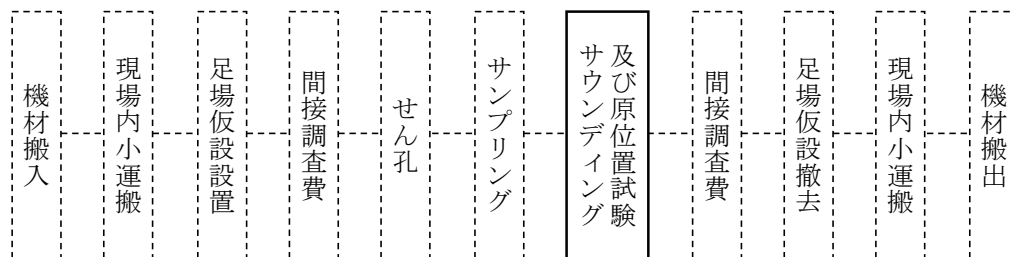 機材搬入
現場内小運搬
足場仮設設置
間接調査費
せん孔
サンプリング
サウンディング
及び原位置試験
間接調査費
足場仮設撤去
現場内小運搬
機材搬出